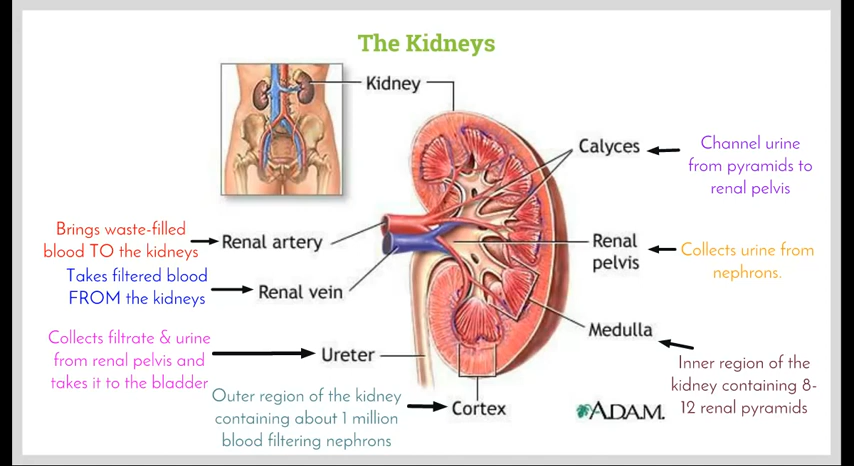 The Kidneys
Kidney
Calyces
Channel urine
from pyramids to
renal pelvis
Brings waste-filled
blood TO the kidneys
Renal artery
Renal
pelvis
Collects urine from
nephrons.
Takes filtered blood
FROM the kidneys
Renal vein
Medulla
Collects filtrate & urine
from renal pelvis and
takes it to the bladder
Ureter
Inner region of the
kidney containing 8-
12 renal pyramids
Outer region of the kidney
containing about 1 million
blood filtering nephrons
Cortex
A.D.A.M.